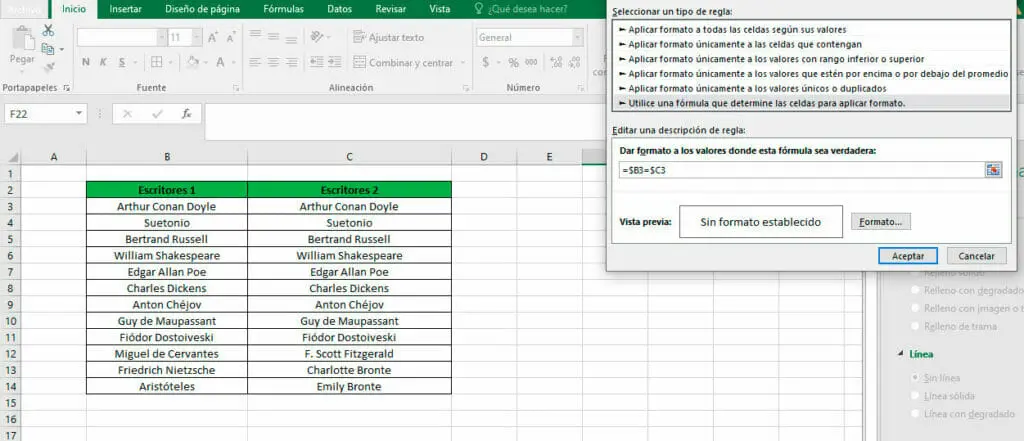 Archivo Inicio Insertar Diseño de página Fórmulas Datos Revisar Vista ¿Qué desea hacer?
Pegar
N K S
11 A A
Ajustar texto
Combinar y centrar
General
$ % 000
Portapapeles Fuente Alineación Número
F22 fx
A B C D E
1
2 Escritores 1 Escritores 2
3 Arthur Conan Doyle Arthur Conan Doyle
4 Suetonio Suetonio
5 Bertrand Russell Bertrand Russell
6 William Shakespeare William Shakespeare
7 Edgar Allan Poe Edgar Allan Poe
8 Charles Dickens Charles Dickens
9 Anton Chéjov Anton Chéjov
10 Guy de Maupassant Guy de Maupassant
11 Fiódor Dostoiveski Fiódor Dostoiveski
12 Miguel de Cervantes F. Scott Fitzgerald
13 Friedrich Nietzsche Charlotte Bronte
14 Aristóteles Emily Bronte
15
16
17
Seleccionar un tipo de regla:
► Aplicar formato a todas las celdas según sus valores
► Aplicar formato únicamente a las celdas que contengan
► Aplicar formato únicamente a los valores con rango inferior o superior
► Aplicar formato únicamente a los valores que estén por encima o por debajo del promedio
► Aplicar formato únicamente a los valores únicos o duplicados
► Utilice una fórmula que determine las celdas para aplicar formato.
Editar una descripción de regla:
Dar formato a los valores donde esta fórmula sea verdadera:
=$B3=$C3
Vista previa: Sin formato establecido Formato...
Aceptar Cancelar
Relleno sólido
Relleno con degradado
Relleno con imagen o t
Relleno de trama
Línea
Sin línea
Línea sólida
Línea con degradado